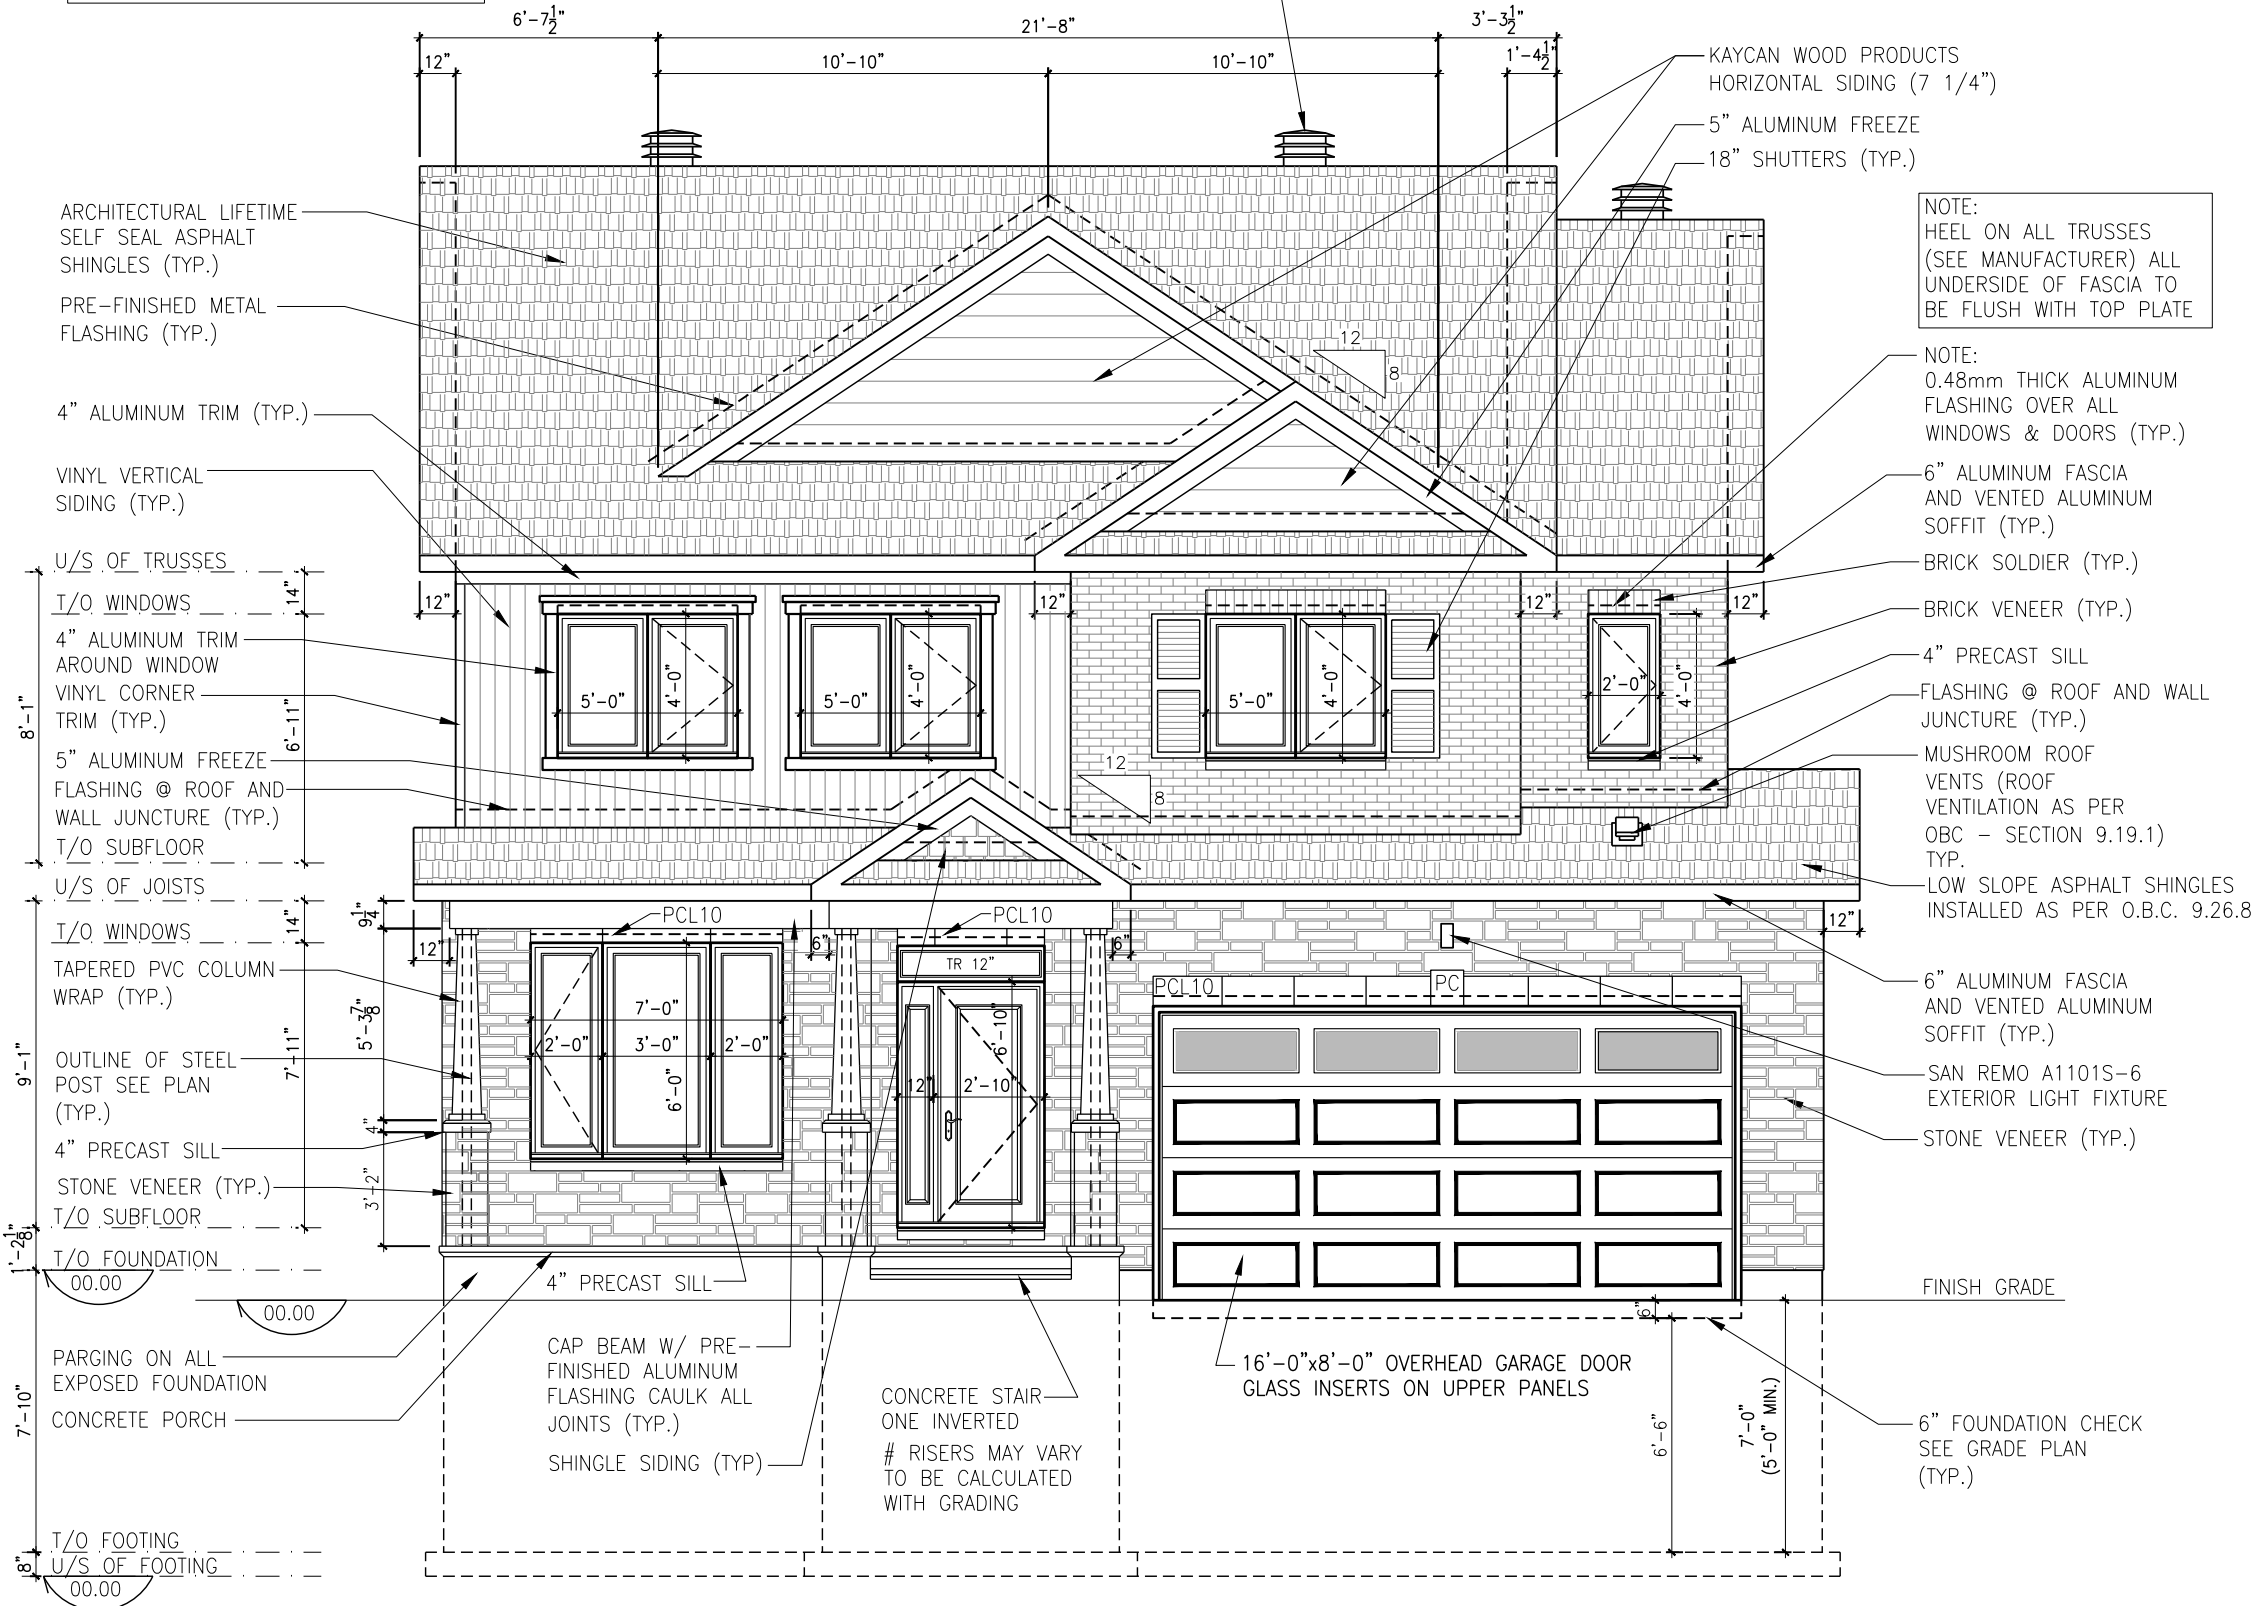 6'-7½"
21'-8"
3'-3½"
12"
10'-10"
10'-10"
1'-4½"
KAYCAN WOOD PRODUCTS
HORIZONTAL SIDING (7 1/4")
5" ALUMINUM FREEZE
18" SHUTTERS (TYP.)
ARCHITECTURAL LIFETIME
SELF SEAL ASPHALT
SHINGLES (TYP.)
PRE-FINISHED METAL
FLASHING (TYP.)
4" ALUMINUM TRIM (TYP.)
VINYL VERTICAL
SIDING (TYP.)
U/S OF TRUSSES
T/O WINDOWS
4" ALUMINUM TRIM
AROUND WINDOW
VINYL CORNER
TRIM (TYP.)
5" ALUMINUM FREEZE
FLASHING @ ROOF AND
WALL JUNCTURE (TYP.)
T/O SUBFLOOR
U/S OF JOISTS
T/O WINDOWS
TAPERED PVC COLUMN
WRAP (TYP.)
OUTLINE OF STEEL
POST SEE PLAN
(TYP.)
4" PRECAST SILL
STONE VENEER (TYP.)
T/O SUBFLOOR
T/O FOUNDATION
00.00
00.00
PARGING ON ALL
EXPOSED FOUNDATION
CONCRETE PORCH
T/O FOOTING
U/S OF FOOTING
00.00
8'-1"
14"
6'-11"
9'-1"
14"
7'-11"
1'-2⅛"
7'-10"
8"
9¼"
5'-3⅞"
4"
3'-2"
12
8
12"
12"
12"
12"
5'-0"
4'-0"
5'-0"
4'-0"
5'-0"
4'-0"
2'-0"
4'-0"
12
8
PCL10
PCL10
12"
6"
6"
12"
TR 12"
7'-0"
2'-0"
3'-0"
2'-0"
6'-0"
12"
2'-10"
6'-10"
PCL10
PC
4" PRECAST SILL
CAP BEAM W/ PRE-
FINISHED ALUMINUM
FLASHING CAULK ALL
JOINTS (TYP.)
SHINGLE SIDING (TYP)
CONCRETE STAIR
ONE INVERTED
# RISERS MAY VARY
TO BE CALCULATED
WITH GRADING
16'-0"x8'-0" OVERHEAD GARAGE DOOR
GLASS INSERTS ON UPPER PANELS
6"
6'-6"
7'-0"
(5'-0" MIN.)
NOTE:
HEEL ON ALL TRUSSES
(SEE MANUFACTURER) ALL
UNDERSIDE OF FASCIA TO
BE FLUSH WITH TOP PLATE
NOTE:
0.48mm THICK ALUMINUM
FLASHING OVER ALL
WINDOWS & DOORS (TYP.)
6" ALUMINUM FASCIA
AND VENTED ALUMINUM
SOFFIT (TYP.)
BRICK SOLDIER (TYP.)
BRICK VENEER (TYP.)
4" PRECAST SILL
FLASHING @ ROOF AND WALL
JUNCTURE (TYP.)
MUSHROOM ROOF
VENTS (ROOF
VENTILATION AS PER
OBC - SECTION 9.19.1)
TYP.
LOW SLOPE ASPHALT SHINGLES
INSTALLED AS PER O.B.C. 9.26.8
6" ALUMINUM FASCIA
AND VENTED ALUMINUM
SOFFIT (TYP.)
SAN REMO A1101S-6
EXTERIOR LIGHT FIXTURE
STONE VENEER (TYP.)
FINISH GRADE
6" FOUNDATION CHECK
SEE GRADE PLAN
(TYP.)